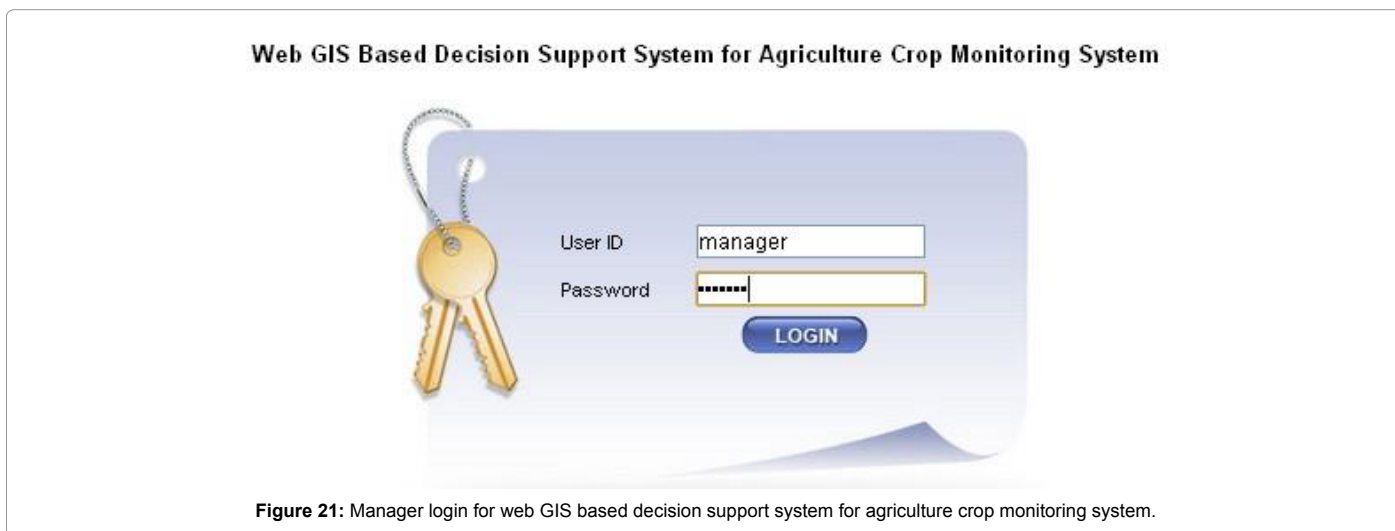 Web GIS Based Decision Support System for Agriculture Crop Monitoring System
User ID manager
Password •••••••
LOGIN
Figure 21: Manager login for web GIS based decision support system for agriculture crop monitoring system.